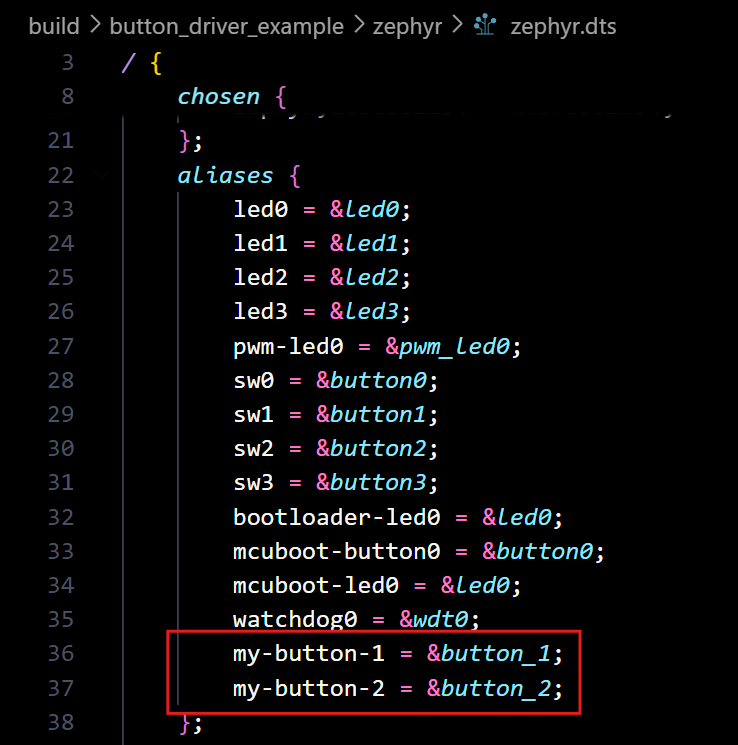 build > button_driver_example > zephyr > zephyr.dts
3 / {
8 chosen {
21 };
22 aliases {
23 led0 = &led0;
24 led1 = &led1;
25 led2 = &led2;
26 led3 = &led3;
27 pwm-led0 = &pwm_led0;
28 sw0 = &button0;
29 sw1 = &button1;
30 sw2 = &button2;
31 sw3 = &button3;
32 bootloader-led0 = &led0;
33 mcuboot-button0 = &button0;
34 mcuboot-led0 = &led0;
35 watchdog0 = &wdt0;
36 my-button-1 = &button_1;
37 my-button-2 = &button_2;
38 };